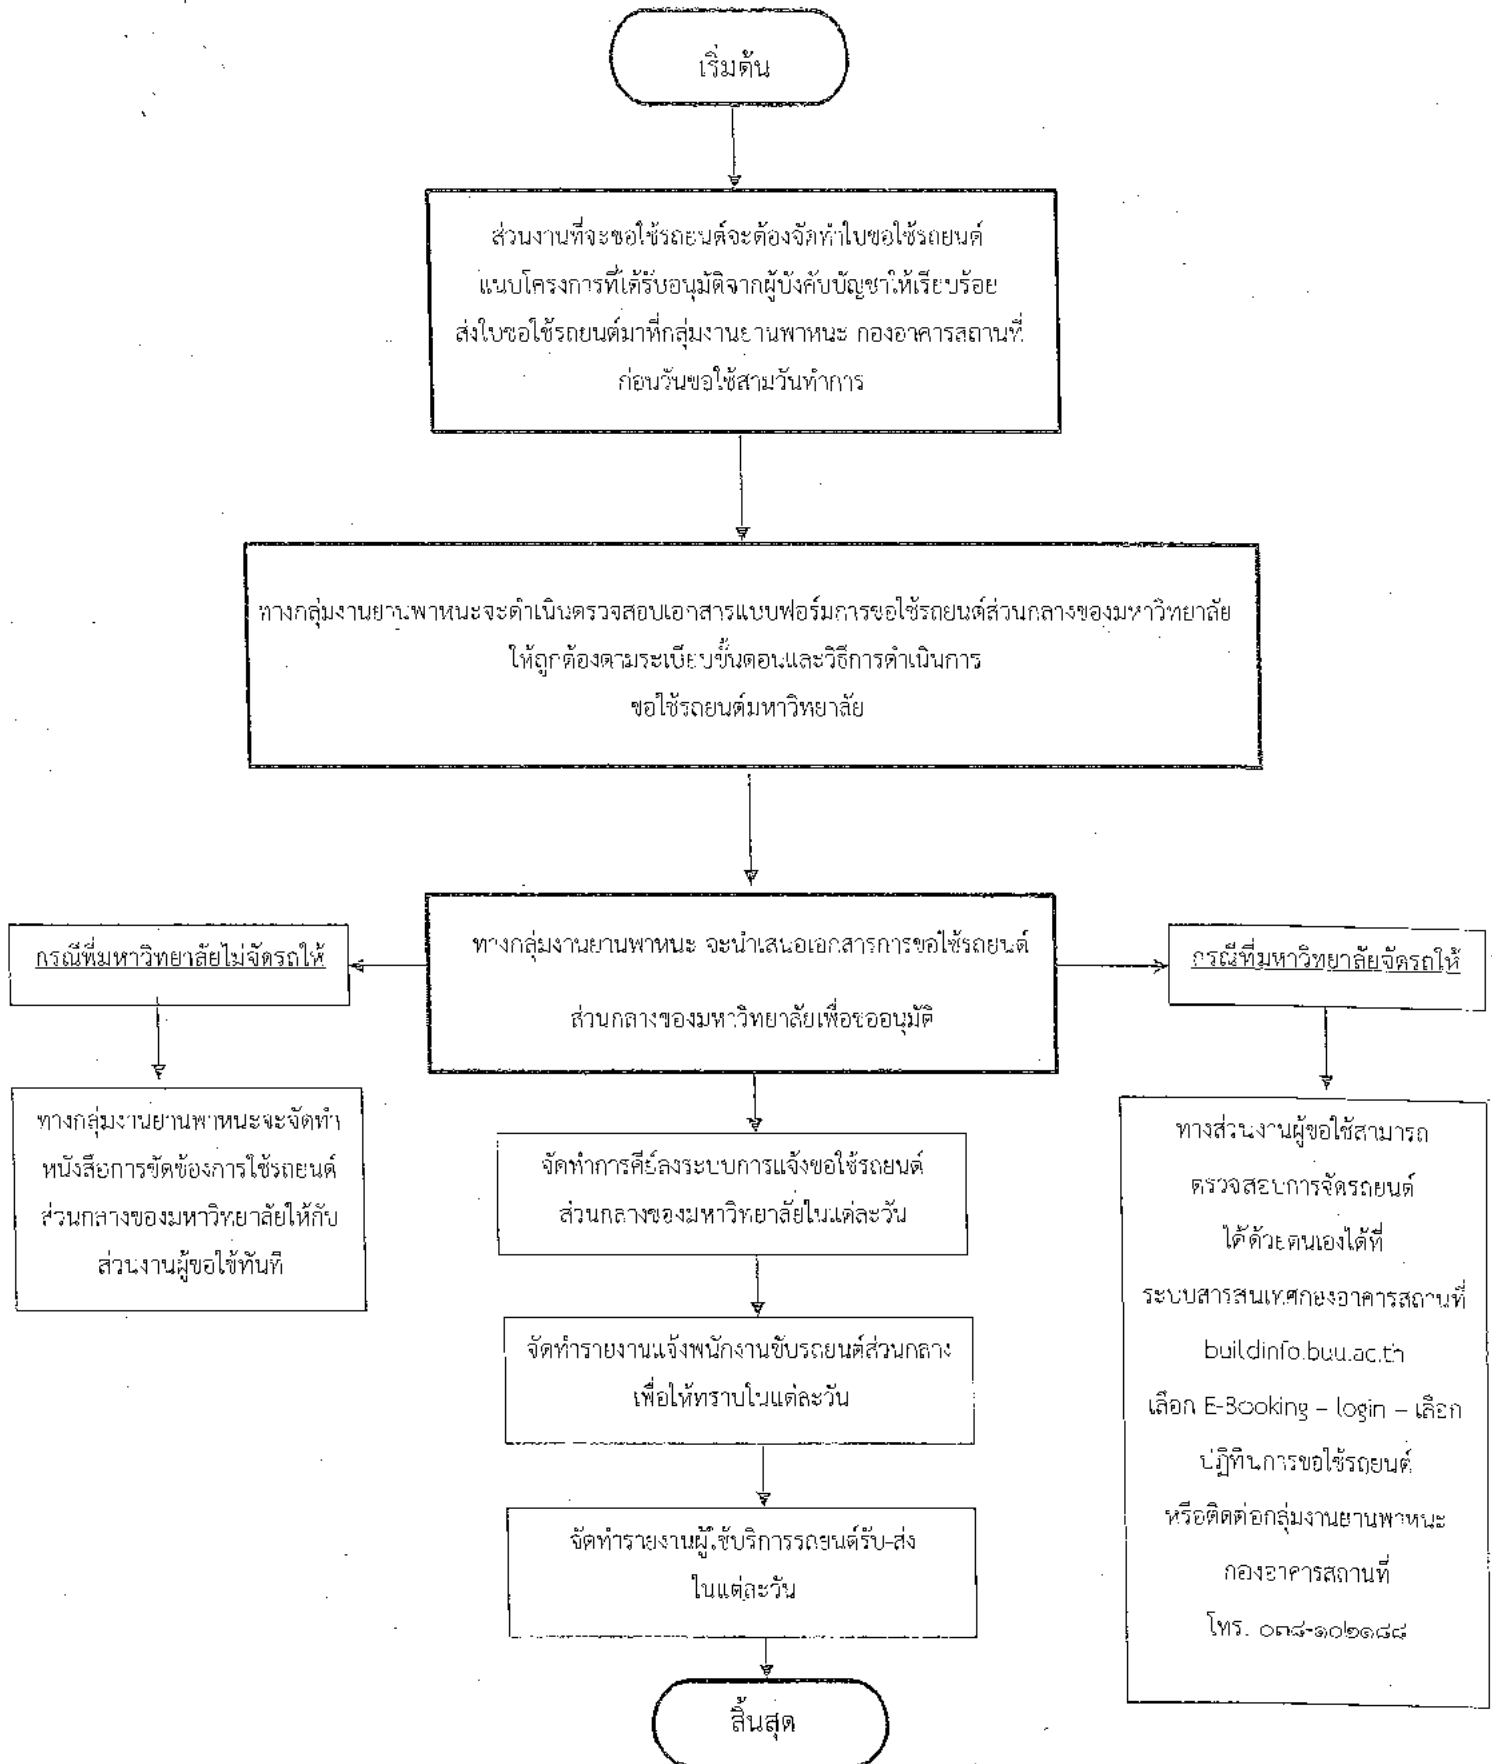 เริ่มต้น
ส่วนงานที่จะขอใช้รถยนต์จะต้องจัดทำใบขอใช้รถยนต์
แนบโครงการที่ได้รับอนุมัติจากผู้บังคับบัญชาให้เรียบร้อย
ส่งใบขอใช้รถยนต์มาที่กลุ่มงานยานพาหนะ กองอาคารสถานที่
ก่อนวันขอใช้สามวันทำการ
ทางกลุ่มงานยานพาหนะจะดำเนินตรวจสอบเอกสารแบบฟอร์มการขอใช้รถยนต์ส่วนกลางของมหาวิทยาลัย
ให้ถูกต้องตามระเบียบขั้นตอนและวิธีการดำเนินการ
ขอใช้รถยนต์มหาวิทยาลัย
ทางกลุ่มงานยานพาหนะ จะนำเสนอเอกสารการขอใช้รถยนต์
ส่วนกลางของมหาวิทยาลัยเพื่อขออนุมัติ
กรณีที่มหาวิทยาลัยไม่จัดรถให้
ทางกลุ่มงานยานพาหนะจะจัดทำ
หนังสือการขัดข้องการใช้รถยนต์
ส่วนกลางของมหาวิทยาลัยให้กับ
ส่วนงานผู้ขอใช้ทันที
จัดทำการคีย์ลงระบบการแจ้งขอใช้รถยนต์
ส่วนกลางของมหาวิทยาลัยในแต่ละวัน
จัดทำรายงานแจ้งพนักงานขับรถยนต์ส่วนกลาง
เพื่อให้ทราบในแต่ละวัน
จัดทำรายงานผู้ใช้บริการรถยนต์รับ-ส่ง
ในแต่ละวัน
สิ้นสุด
กรณีที่มหาวิทยาลัยจัดรถให้
ทางส่วนงานผู้ขอใช้สามารถ
ตรวจสอบการจัดรถยนต์
ได้ด้วยตนเองได้ที่
ระบบสารสนเทศกองอาคารสถานที่
buildinfo.buu.ac.th
เลือก E-Booking – login – เลือก
ปฏิทินการขอใช้รถยนต์
หรือติดต่อกลุ่มงานยานพาหนะ
กองอาคารสถานที่
โทร. ๐๓๘-๑๐๒๑๘๘